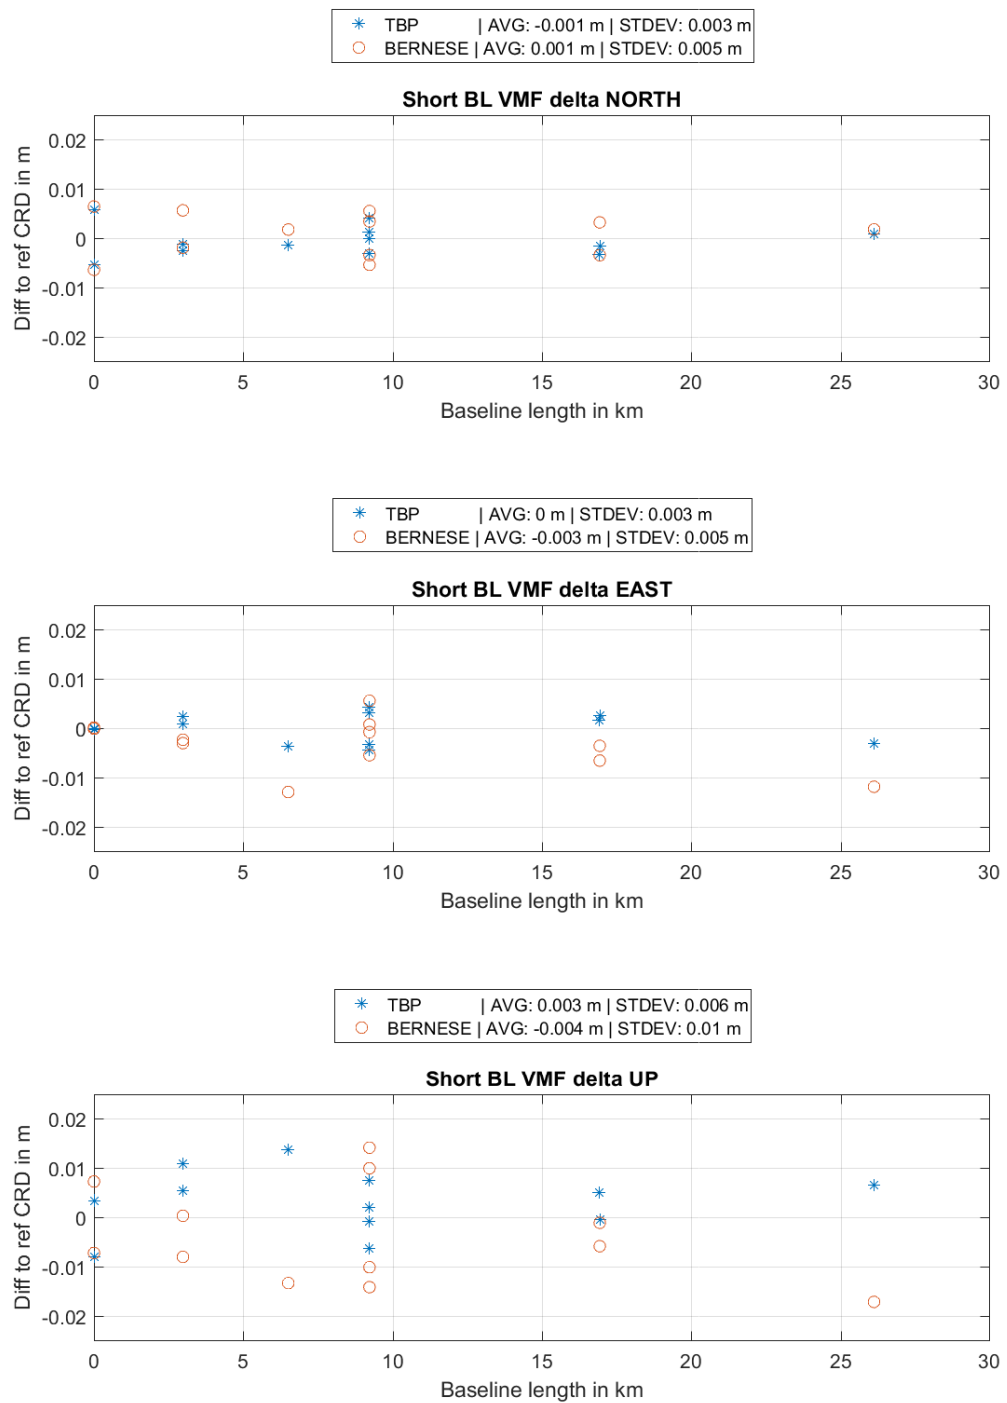 TBP | AVG: -0.001 m | STDEV: 0.003 m
BERNESE | AVG: 0.001 m | STDEV: 0.005 m
Short BL VMF delta NORTH
Diff to ref CRD in m
0.02
0.01
0
-0.01
-0.02
0 5 10 15 20 25 30
Baseline length in km
TBP | AVG: 0 m | STDEV: 0.003 m
BERNESE | AVG: -0.003 m | STDEV: 0.005 m
Short BL VMF delta EAST
Diff to ref CRD in m
0.02
0.01
0
-0.01
-0.02
0 5 10 15 20 25 30
Baseline length in km
TBP | AVG: 0.003 m | STDEV: 0.006 m
BERNESE | AVG: -0.004 m | STDEV: 0.01 m
Short BL VMF delta UP
Diff to ref CRD in m
0.02
0.01
0
-0.01
-0.02
0 5 10 15 20 25 30
Baseline length in km